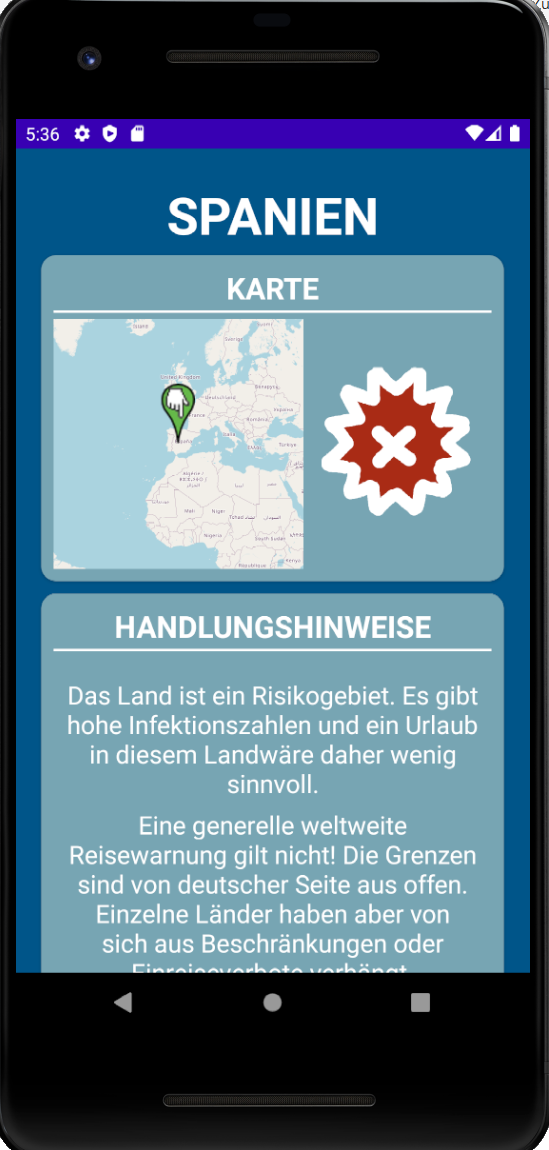 5:36
SPANIEN
KARTE
HANDLUNGSHINWEISE
Das Land ist ein Risikogebiet. Es gibt
hohe Infektionszahlen und ein Urlaub
in diesem Landwäre daher wenig
sinnvoll.
Eine generelle weltweite
Reisewarnung gilt nicht! Die Grenzen
sind von deutscher Seite aus offen.
Einzelne Länder haben aber von
sich aus Beschränkungen oder
Einreiseverbote verhängt.